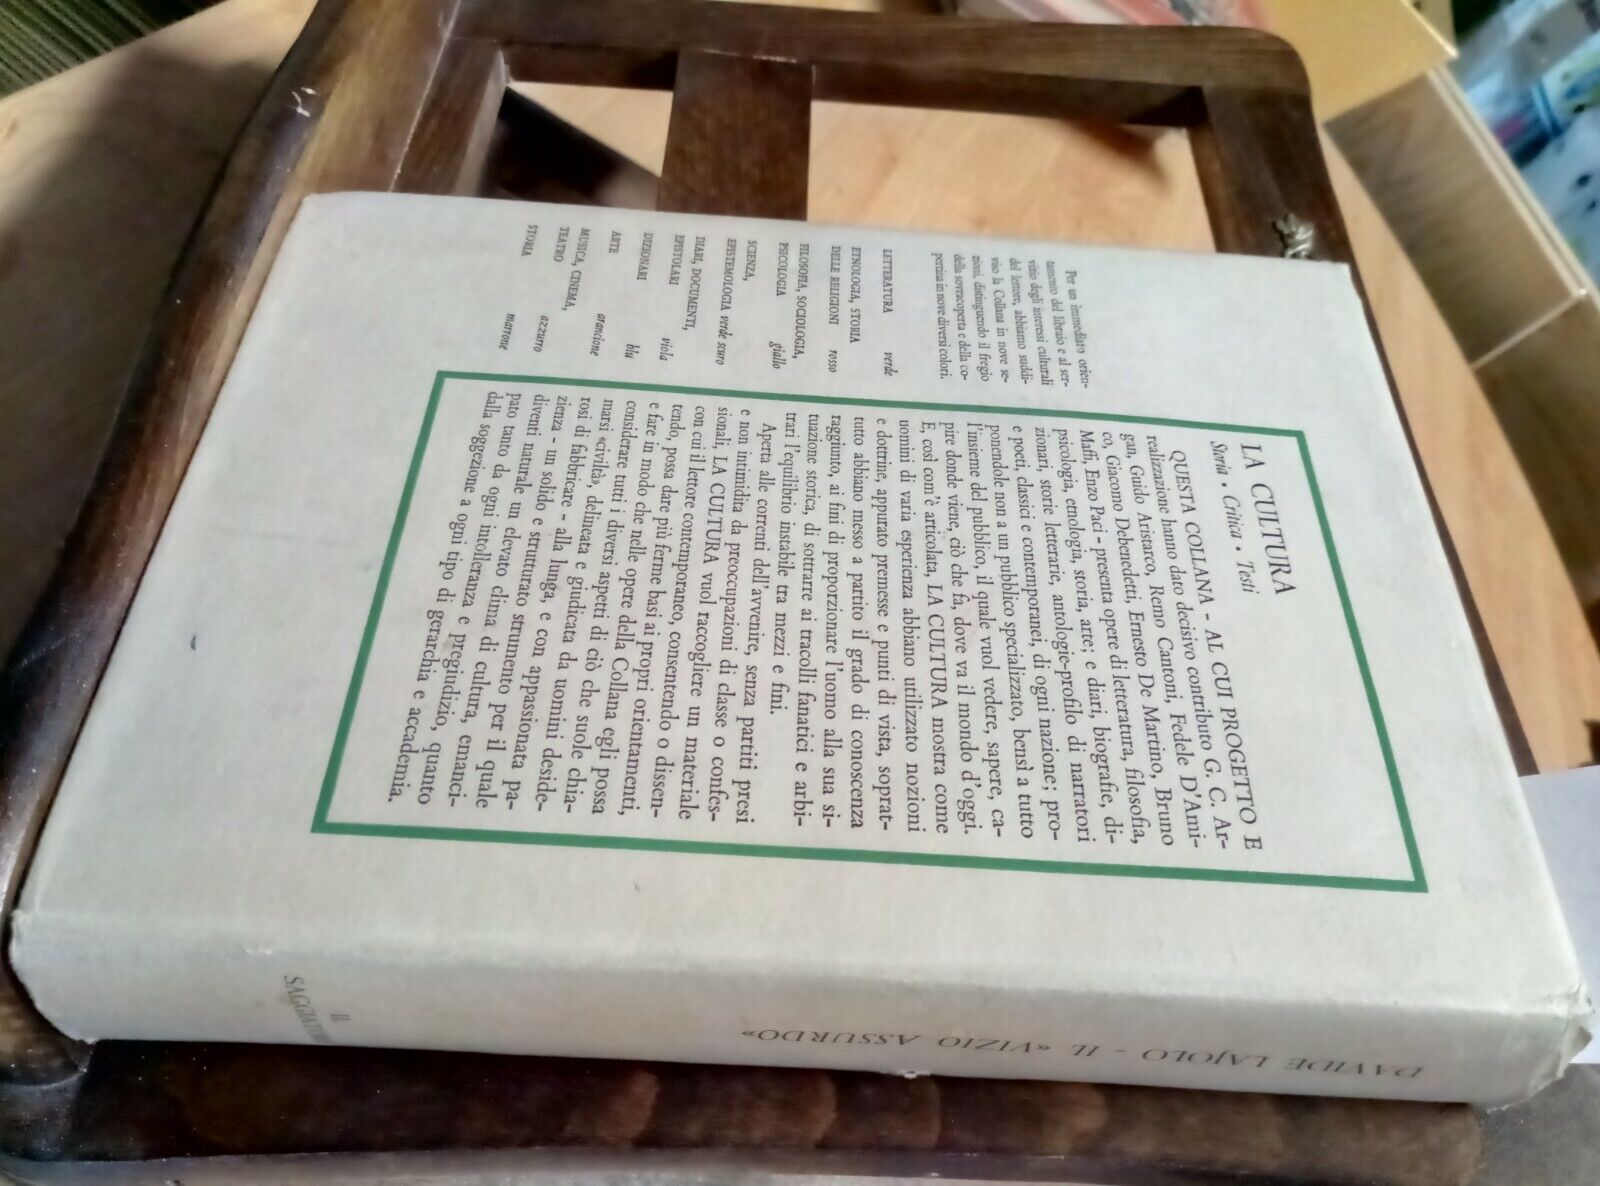 LA CULTURA
Storia • Critica • Testi
QUESTA COLLANA - AL CUI PROGETTO E
realizzazione hanno dato decisivo contributo G. C. Ar-
gan, Guido Aristarco, Remo Cantoni, Fedele D'Ami-
co, Giacomo Debenedetti, Ernesto De Martino, Bruno
Maffi, Enzo Paci - presenta opere di letteratura, filosofia,
psicologia, etnologia, storia, arte; e diari, biografie, di-
zionari, storie letterarie, antologie-profilo di narratori
e poeti, classici e contemporanei, di ogni nazione; pro-
ponendole non a un pubblico specializzato, bensì a tutto
l'insieme del pubblico, il quale vuol vedere, sapere, ca-
pire donde viene, ciò che fa, dove va il mondo d'oggi.
E, così com'è articolata, LA CULTURA mostra come
uomini di varia esperienza abbiano utilizzato nozioni
e dottrine, appurato premesse e punti di vista, soprat-
tutto abbiano messo a partito il grado di conoscenza
raggiunto, ai fini di proporzionare l'uomo alla sua si-
tuazione storica, di sottrarre ai tracolli fanatici e arbi-
trari l'equilibrio instabile tra mezzi e fini.
Aperta alle correnti dell'avvenire, senza partiti presi
e non intimidita da preoccupazioni di classe o confes-
sionali, LA CULTURA vuol raccogliere un materiale
con cui il lettore contemporaneo, consentendo o dissen-
tendo, possa dare più ferme basi ai propri orientamenti,
e fare in modo che nelle opere della Collana egli possa
considerare tutti i diversi aspetti di ciò che suole chia-
marsi «civiltà», delineata e giudicata da uomini deside-
rosi di fabbricare - alla lunga, e con appassionata pa-
zienza - un solido e strutturato strumento per il quale
diventi naturale un elevato clima di cultura, emanci-
pato tanto da ogni intolleranza e pregiudizio, quanto
dalla soggezione a ogni tipo di gerarchia e accademia.
Per un immediato orien-
tamento del libraio e al ser-
vizio degli interessi culturali
del lettore, abbiamo suddi-
viso la Collana in nove se-
zioni, distinguendo il fregio
della sovraccoperta e della co-
pertina in nove diversi colori.
LETTERATURA verde
ETNOLOGIA, STORIA
DELLE RELIGIONI rosso
FILOSOFIA, SOCIOLOGIA,
PSICOLOGIA giallo
SCIENZA,
EPISTEMOLOGIA verde scuro
DIARI, DOCUMENTI,
EPISTOLARI viola
DIZIONARI blu
ARTE arancione
MUSICA, CINEMA,
TEATRO azzurro
STORIA marrone
DAVIDE LAJOLO - IL «VIZIO ASSURDO»
IL
SAGGIATORE